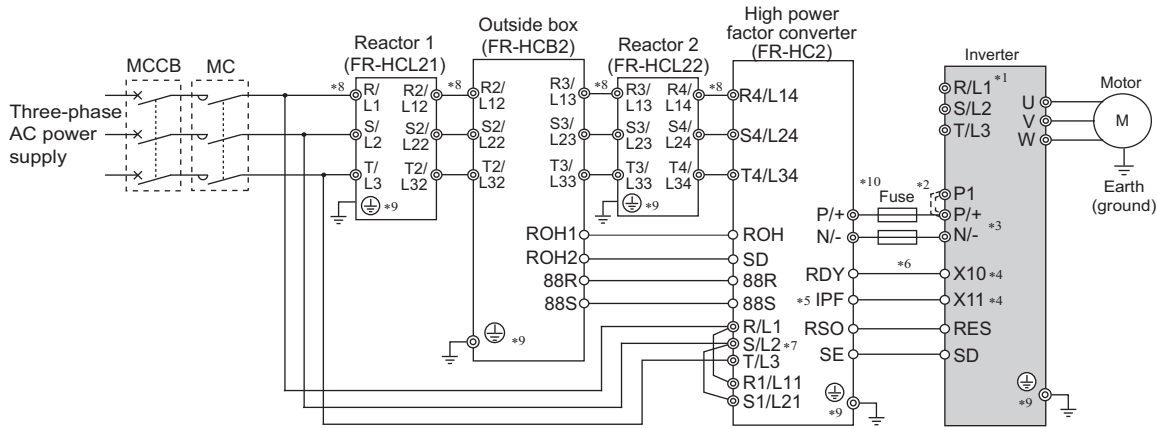 Three-phase
AC power
supply
MCCB
MC
Reactor 1
(FR-HCL21)
*8
R/
L1
R2/
L12
S/
L2
S2/
L22
T/
L3
T2/
L32
*9
*8
Outside box
(FR-HCB2)
R2/
L12
R3/
L13
S2/
L22
S3/
L23
T2/
L32
T3/
L33
ROH1
ROH2
88R
88S
*9
*8
Reactor 2
(FR-HCL22)
R3/
L13
R4/
L14
S3/
L23
S4/
L24
T3/
L33
T4/
L34
*9
*8
High power
factor converter
(FR-HC2)
R4/L14
S4/L24
T4/L34
ROH
SD
88R
88S
R/L1
S/L2 *7
T/L3
R1/L11
S1/L21
P/+
N/-
RDY
*5 IPF
RSO
SE
*9
*10
Fuse
*2
*6
Inverter
R/L1 *1
S/L2
T/L3
P1
P/+
N/- *3
X10 *4
X11 *4
RES
SD
U
V
W
*9
Motor
M
Earth
(ground)